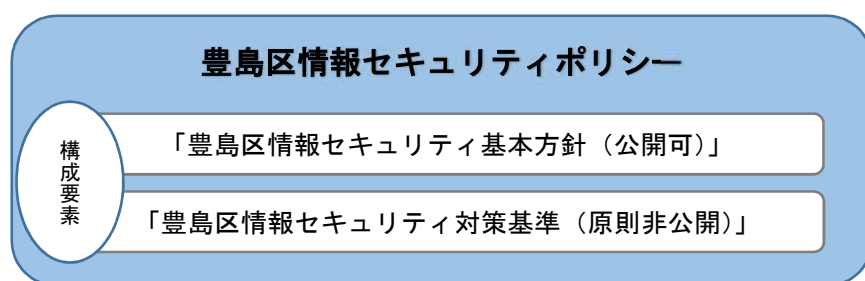 豊島区情報セキュリティポリシー
構成要素
「豊島区情報セキュリティ基本方針（公開可）」
「豊島区情報セキュリティ対策基準（原則非公開）」